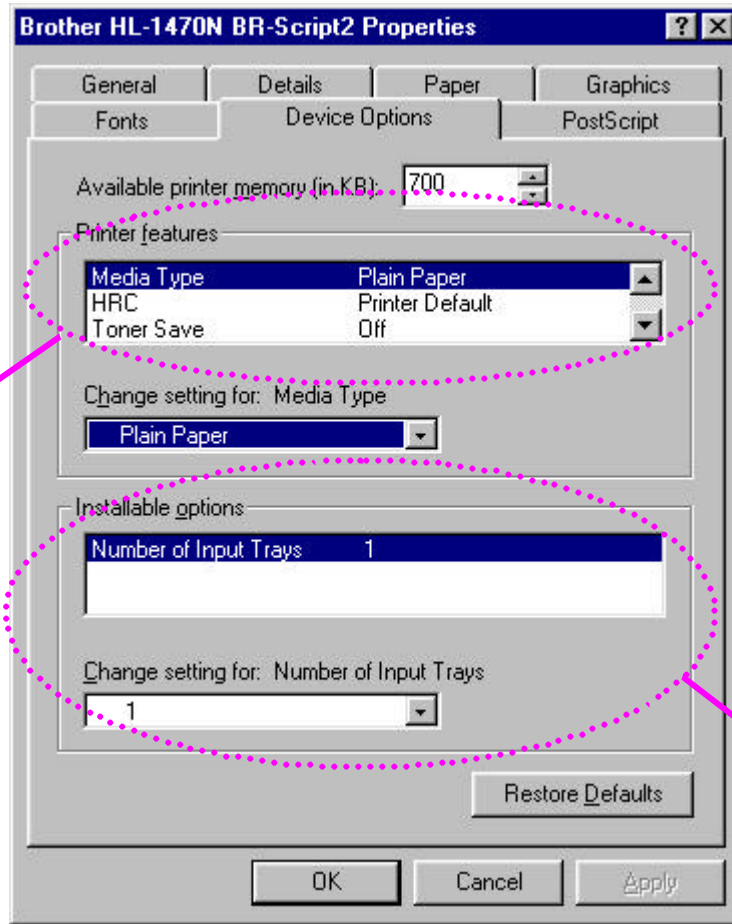 Brother HL-1470N BR-Script2 Properties
General Details Paper Graphics
Fonts Device Options PostScript
Available printer memory (in KB): 700
Printer features
Media Type Plain Paper
HRC Printer Default
Toner Save Off
Change setting for: Media Type
Plain Paper
Installable options
Number of Input Trays 1
Change setting for: Number of Input Trays
1
Restore Defaults
OK Cancel Apply